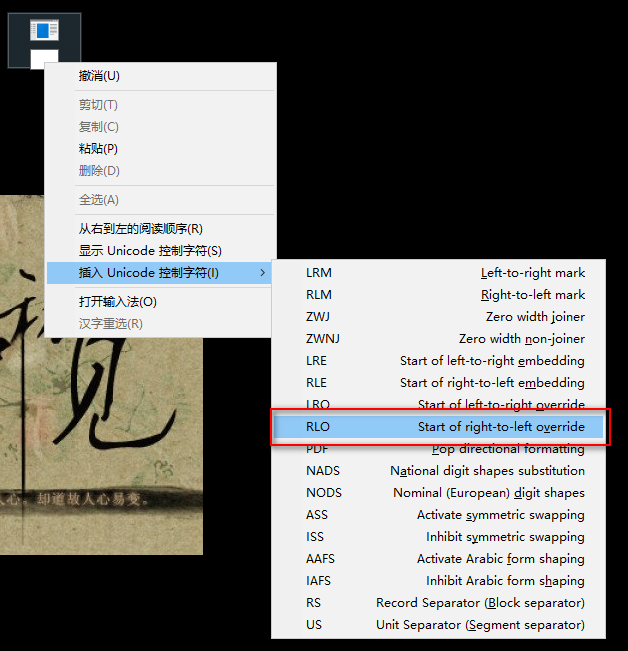 撤消(U)
剪切(T)
复制(C)
粘贴(P)
删除(D)
全选(A)
从右到左的阅读顺序(R)
显示 Unicode 控制字符(S)
插入 Unicode 控制字符(I)
打开输入法(O)
汉字重选(R)
LRM Left-to-right mark
RLM Right-to-left mark
ZWJ Zero width joiner
ZWNJ Zero width non-joiner
LRE Start of left-to-right embedding
RLE Start of right-to-left embedding
LRO Start of left-to-right override
RLO Start of right-to-left override
PDF Pop directional formatting
NADS National digit shapes substitution
NODS Nominal (European) digit shapes
ASS Activate symmetric swapping
ISS Inhibit symmetric swapping
AAFS Activate Arabic form shaping
IAFS Inhibit Arabic form shaping
RS Record Separator (Block separator)
US Unit Separator (Segment separator)
人心。却道故人心易变。